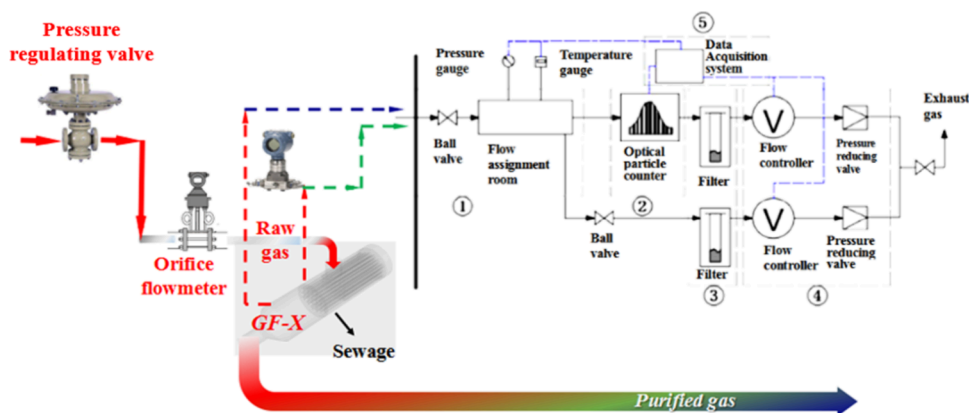 Pressure
regulating valve
Orifice
flowmeter
Raw
gas
GF-X
Sewage
Purified gas
Pressure
gauge
Temperature
gauge
⑤
Data
Acquisition
system
Ball
valve
Flow
assignment
room
①
Optical
particle
counter
②
Filter
Flow
controller
Pressure
reducing
valve
Exhaust
gas
Ball
valve
Filter
③
Flow
controller
Pressure
reducing valve
④
V
V